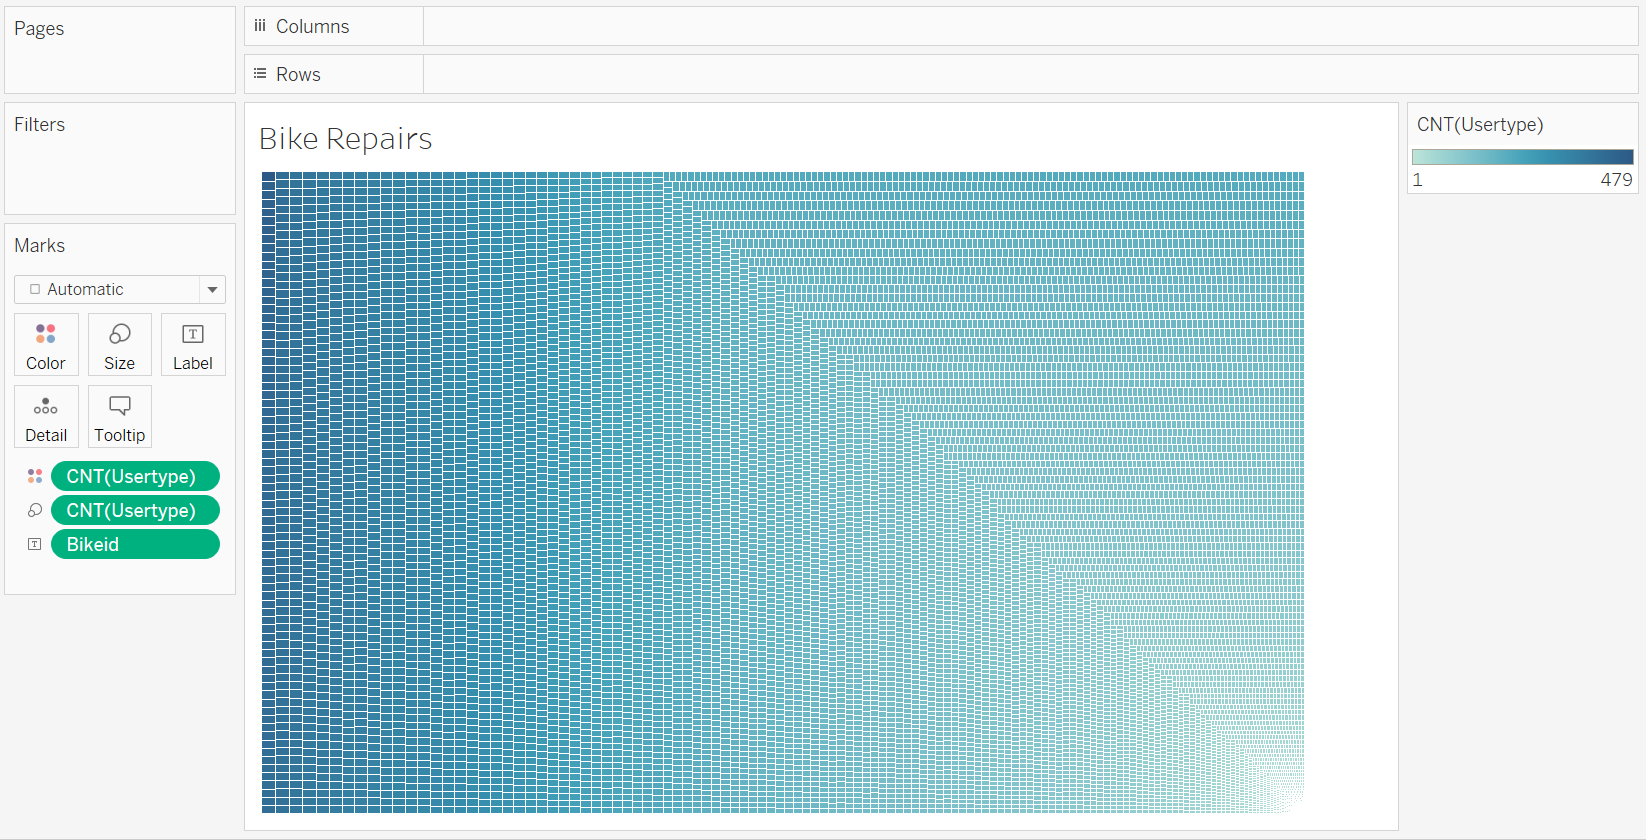 Pages
Columns
Rows
Filters
Bike Repairs
CNT(Usertype)
1 479
Marks
Automatic
Color Size Label
Detail Tooltip
CNT(Usertype)
CNT(Usertype)
Bikeid